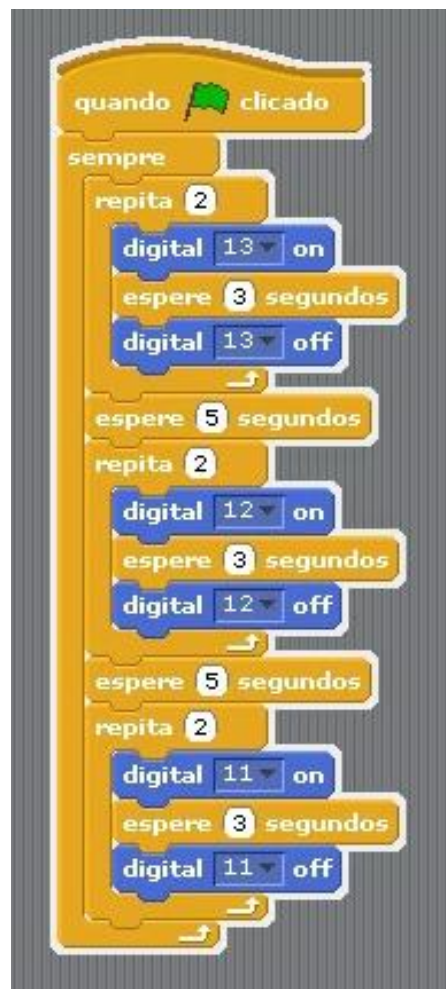 quando clicado
sempre
repita 2
digital 13 on
espere 3 segundos
digital 13 off
espere 5 segundos
repita 2
digital 12 on
espere 3 segundos
digital 12 off
espere 5 segundos
repita 2
digital 11 on
espere 3 segundos
digital 11 off